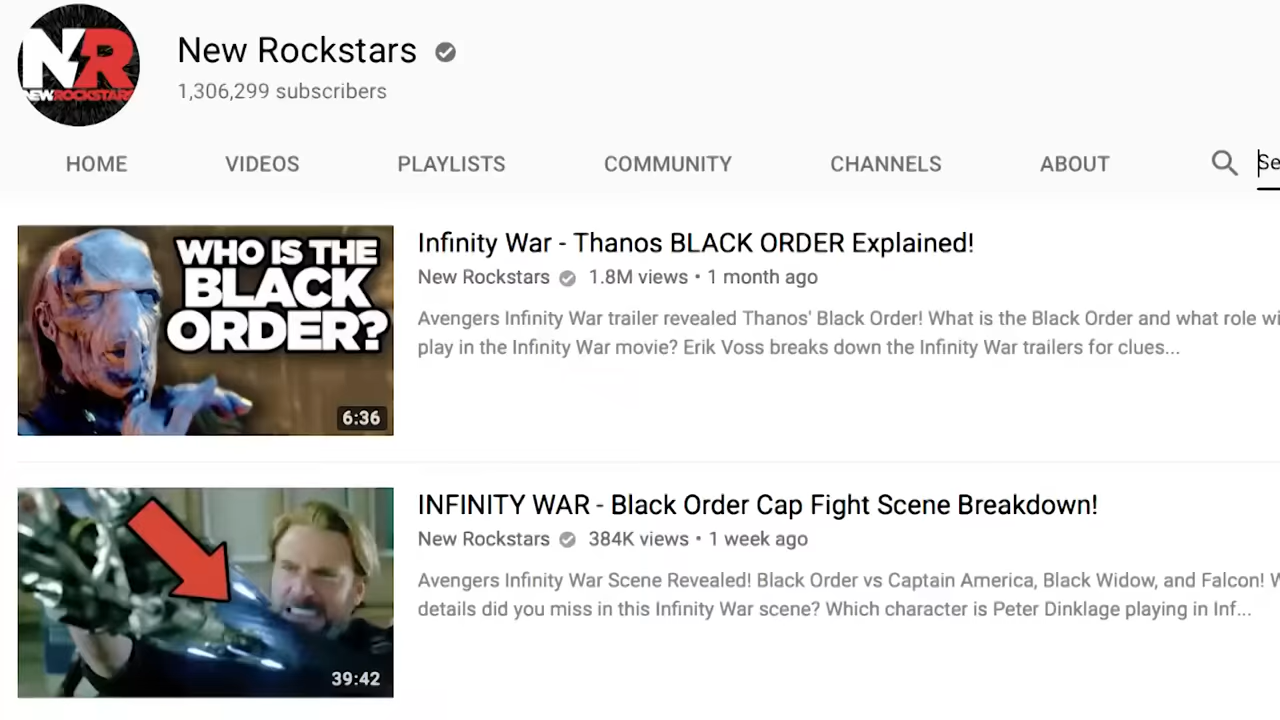 NR
NEWROCKSTARS
New Rockstars
1,306,299 subscribers
HOME VIDEOS PLAYLISTS COMMUNITY CHANNELS ABOUT Se
WHO IS THE
BLACK
ORDER?
6:36
Infinity War - Thanos BLACK ORDER Explained!
New Rockstars 1.8M views • 1 month ago
Avengers Infinity War trailer revealed Thanos' Black Order! What is the Black Order and what role wi
play in the Infinity War movie? Erik Voss breaks down the Infinity War trailers for clues...
39:42
INFINITY WAR - Black Order Cap Fight Scene Breakdown!
New Rockstars 384K views • 1 week ago
Avengers Infinity War Scene Revealed! Black Order vs Captain America, Black Widow, and Falcon! W
details did you miss in this Infinity War scene? Which character is Peter Dinklage playing in Inf...